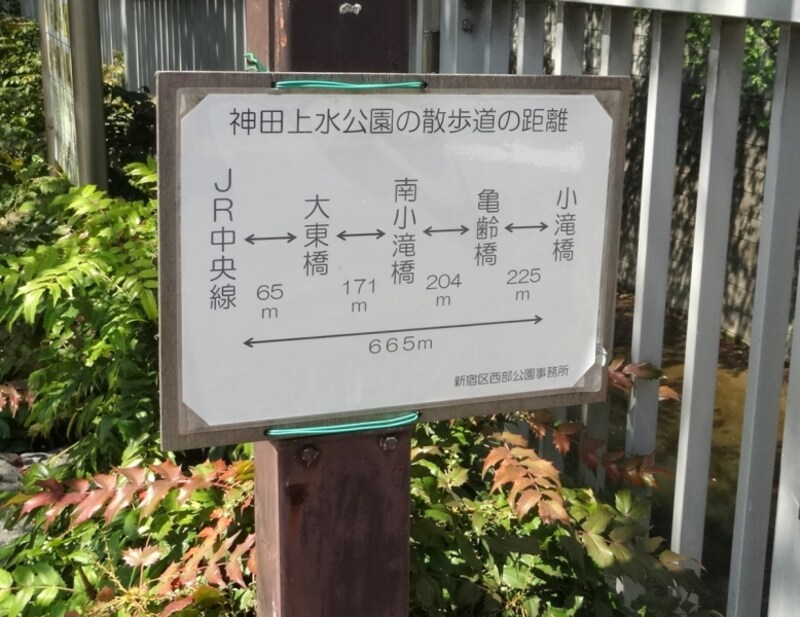 神田上水公園の散歩道の距離
JR中央線
大東橋
南小滝橋
亀齢橋
小滝橋
65m
171m
204m
225m
665m
新宿区西部公園事務所